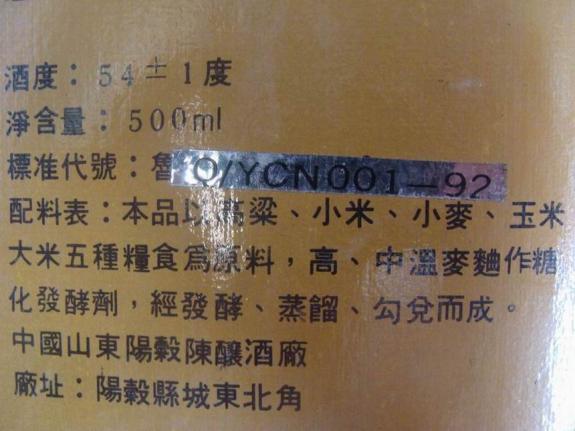 酒度：54±1度
淨含量：500ml
標准代號：魯Q/YCN001—92
配料表：本品以高粱、小米、小麥、玉米
大米五種糧食爲原料，高、中溫麥麯作糖
化發酵劑，經發酵、蒸餾、勾兌而成。
中國山東陽穀陳釀酒廠
廠址：陽穀縣城東北角